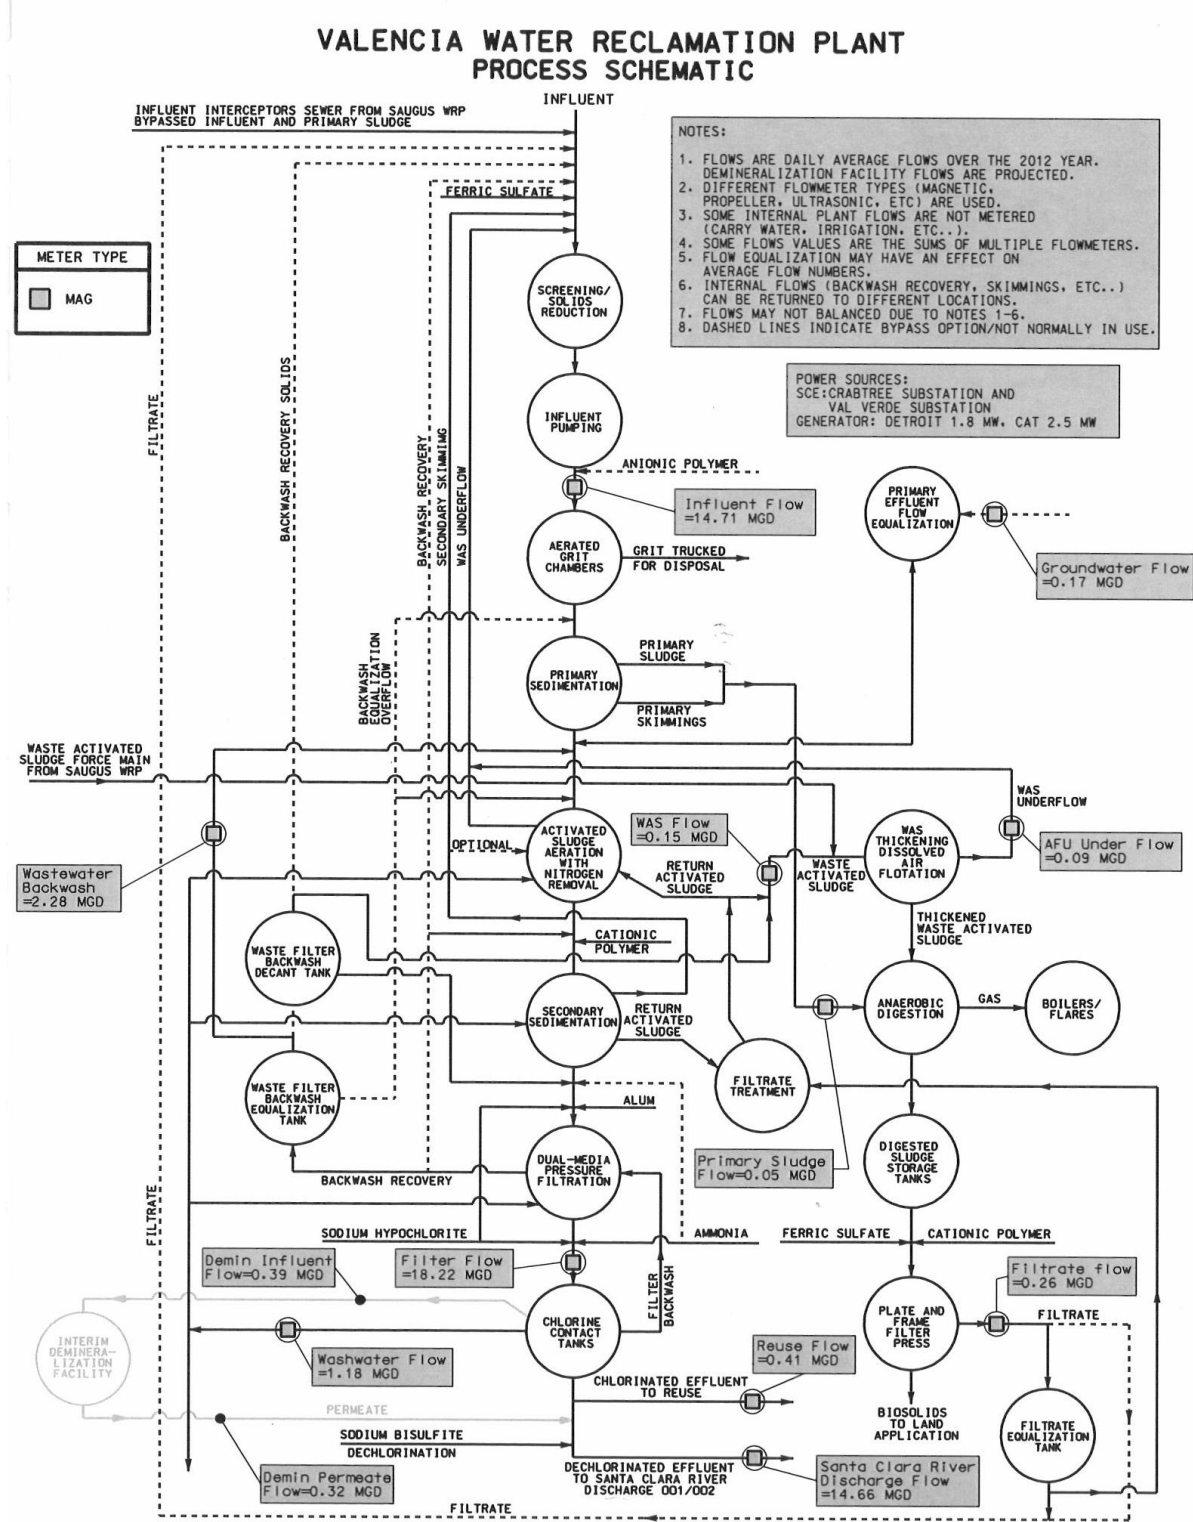 VALENCIA WATER RECLAMATION PLANT
PROCESS SCHEMATIC
INFLUENT
INFLUENT INTERCEPTORS SEWER FROM SAUGUS WRP
BYPASSED INFLUENT AND PRIMARY SLUDGE
FERRIC SULFATE
NOTES:
1. FLOWS ARE DAILY AVERAGE FLOWS OVER THE 2012 YEAR.
DEMINERALIZATION FACILITY FLOWS ARE PROJECTED.
2. DIFFERENT FLOWMETER TYPES (MAGNETIC,
PROPELLER, ULTRASONIC, ETC) ARE USED.
3. SOME INTERNAL PLANT FLOWS ARE NOT METERED
(CARRY WATER, IRRIGATION, ETC..).
4. SOME FLOWS VALUES ARE THE SUMS OF MULTIPLE FLOWMETERS.
5. FLOW EQUALIZATION MAY HAVE AN EFFECT ON
AVERAGE FLOW NUMBERS.
6. INTERNAL FLOWS (BACKWASH RECOVERY, SKIMMINGS, ETC..)
CAN BE RETURNED TO DIFFERENT LOCATIONS.
7. FLOWS MAY NOT BALANCED DUE TO NOTES 1-6.
8. DASHED LINES INDICATE BYPASS OPTION/NOT NORMALLY IN USE.
METER TYPE
MAG
POWER SOURCES:
SCE:CRABTREE SUBSTATION AND
VAL VERDE SUBSTATION
GENERATOR: DETROIT 1.8 MW, CAT 2.5 MW
SCREENING/
SOLIDS
REDUCTION
INFLUENT
PUMPING
FILTRATE
BACKWASH RECOVERY SOLIDS
BACKWASH RECOVERY
SECONDARY SKIMMIMG
WAS UNDERFLOW
ANIONIC POLYMER
Influent Flow
=14.71 MGD
PRIMARY
EFFLUENT
FLOW
EQUALIZATION
Groundwater Flow
=0.17 MGD
AERATED
GRIT
CHAMBERS
GRIT TRUCKED
FOR DISPOSAL
BACKWASH
EQUALIZATION
OVERFLOW
PRIMARY
SEDIMENTATION
PRIMARY
SLUDGE
PRIMARY
SKIMMINGS
WASTE ACTIVATED
SLUDGE FORCE MAIN
FROM SAUGUS WRP
WAS
UNDERFLOW
Wastewater
Backwash
=2.28 MGD
OPTIONAL
ACTIVATED
SLUDGE
AERATION
WITH
NITROGEN
REMOVAL
WAS Flow
=0.15 MGD
RETURN
ACTIVATED
SLUDGE
WASTE
ACTIVATED
SLUDGE
WAS
THICKENING
DISSOLVED
AIR
FLOTATION
AFU Under Flow
=0.09 MGD
THICKENED
WASTE ACTIVATED
SLUDGE
WASTE FILTER
BACKWASH
DECANT TANK
CATIONIC
POLYMER
SECONDARY
SEDIMENTATION
RETURN
ACTIVATED
SLUDGE
ANAEROBIC
DIGESTION
GAS
BOILERS/
FLARES
WASTE FILTER
BACKWASH
EQUALIZATION
TANK
FILTRATE
TREATMENT
ALUM
DUAL-MEDIA
PRESSURE
FILTRATION
BACKWASH RECOVERY
Primary Sludge
Flow=0.05 MGD
DIGESTED
SLUDGE
STORAGE
TANKS
FILTRATE
SODIUM HYPOCHLORITE
AMMONIA
FERRIC SULFATE
CATIONIC POLYMER
Demin Influent
Flow=0.39 MGD
Filter Flow
=18.22 MGD
FILTER
BACKWASH
Filtrate flow
=0.26 MGD
FILTRATE
PLATE AND
FRAME
FILTER
PRESS
CHLORINE
CONTACT
TANKS
INTERIM
DEMINERA-
LIZATION
FACILITY
Washwater Flow
=1.18 MGD
Reuse Flow
=0.41 MGD
CHLORINATED EFFLUENT
TO REUSE
PERMEATE
BIOSOLIDS
TO LAND
APPLICATION
FILTRATE
EQUALIZATION
TANK
SODIUM BISULFITE
DECHLORINATION
Demin Permeate
Flow=0.32 MGD
DECHLORINATED EFFLUENT
TO SANTA CLARA RIVER
DISCHARGE 001/002
Santa Clara River
Discharge Flow
=14.66 MGD
FILTRATE